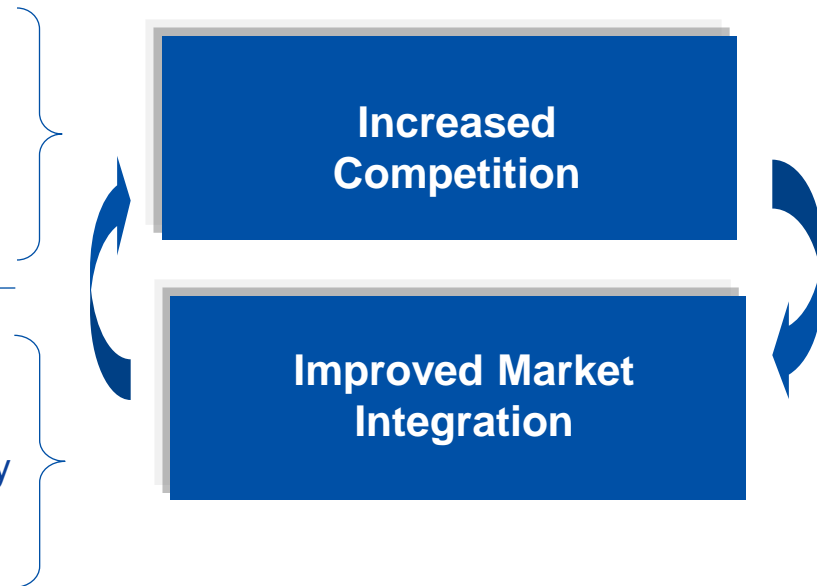 Increased
Competition
Improved Market
Integration
y